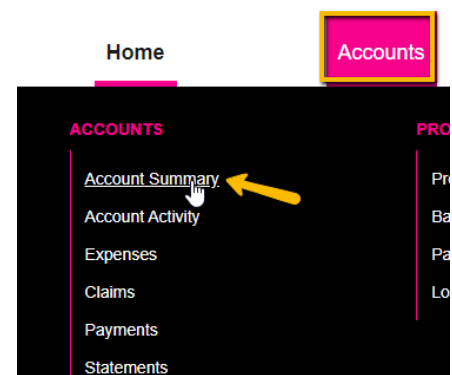 Home
Accounts
ACCOUNTS
Account Summary
Account Activity
Expenses
Claims
Payments
Statements